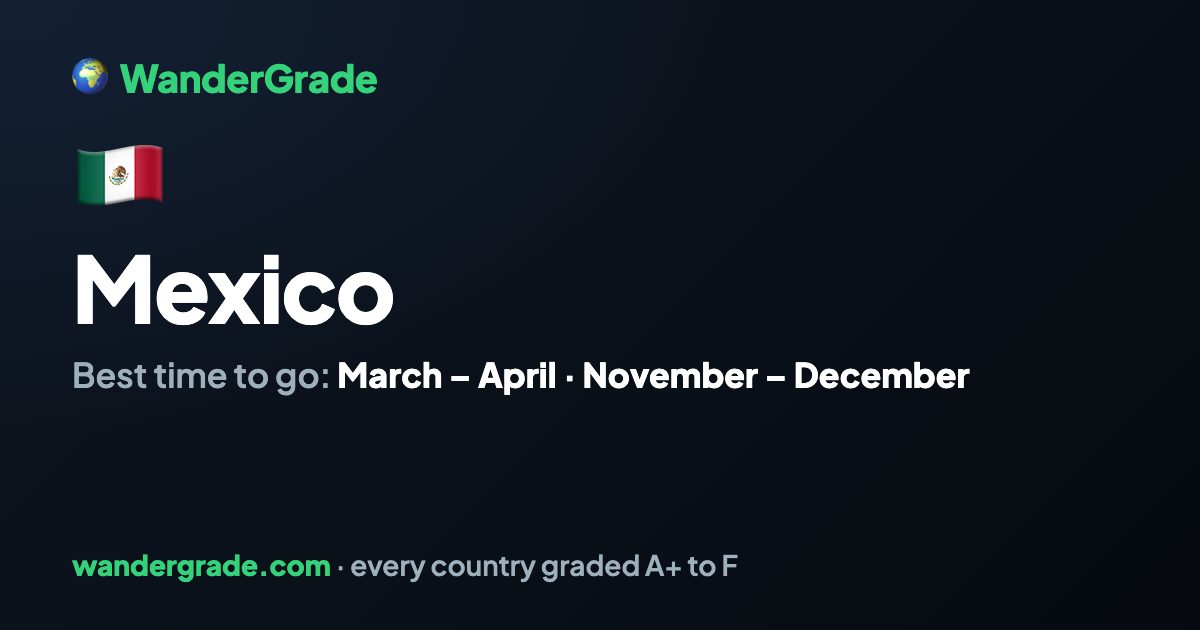 WanderGrade
Mexico
Best time to go: March – April · November – December
wandergrade.com · every country graded A+ to F